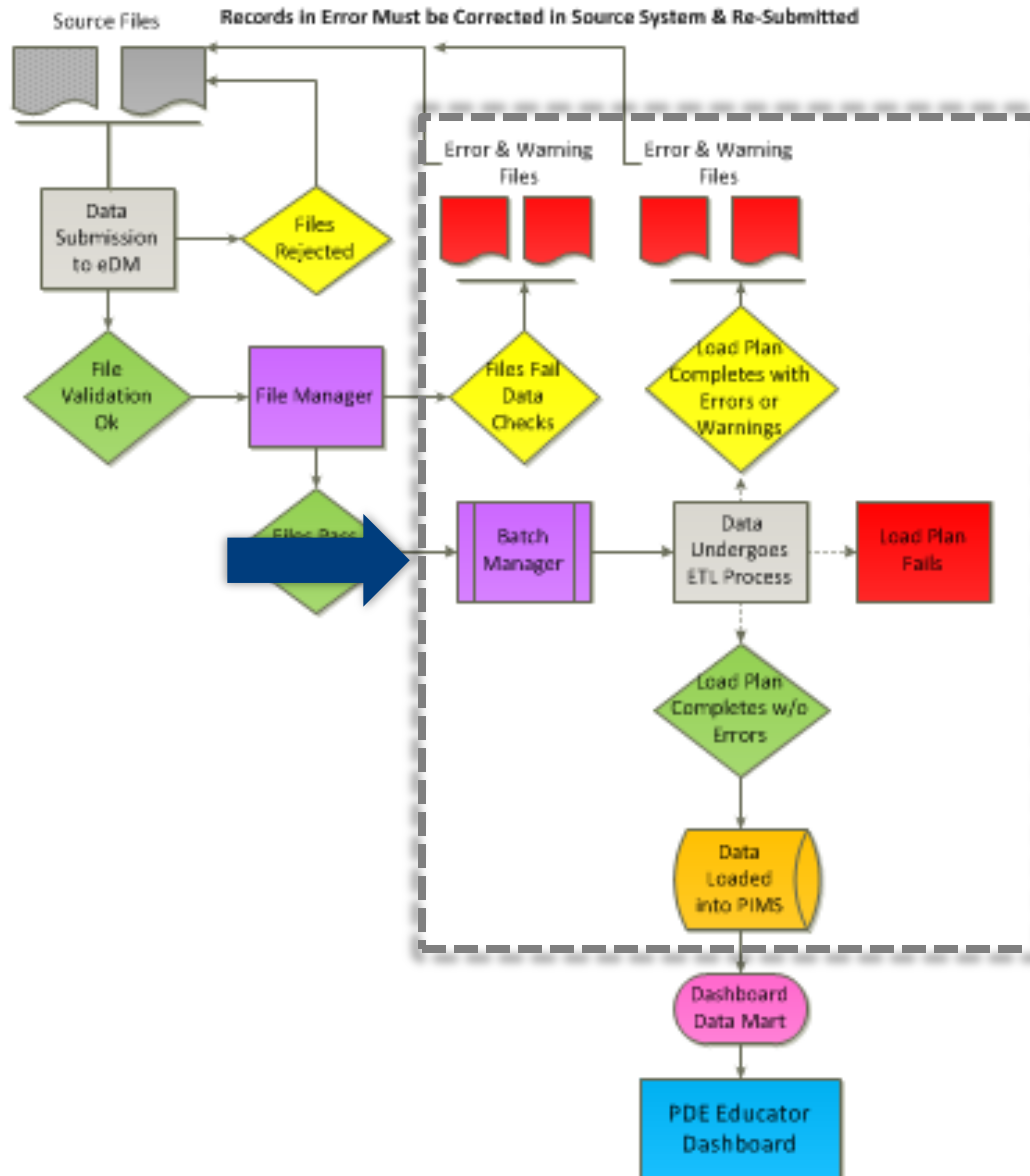 Records in Error Must be Corrected in Source System & Re-Submitted
Source Files
Error & Warning
Files
Error & Warning
Files
Data
Submission
to eDM
Files
Rejected
File
Validation
Ok
File Manager
Files Fail
Data
Checks
Load Plan
Completes with
Errors or
Warnings
Files Pass
Batch
Manager
Data
Undergoes
ETL Process
Load Plan
Fails
Load Plan
Completes w/o
Errors
Data
Loaded
into PIMS
Dashboard
Data Mart
PDE Educator
Dashboard